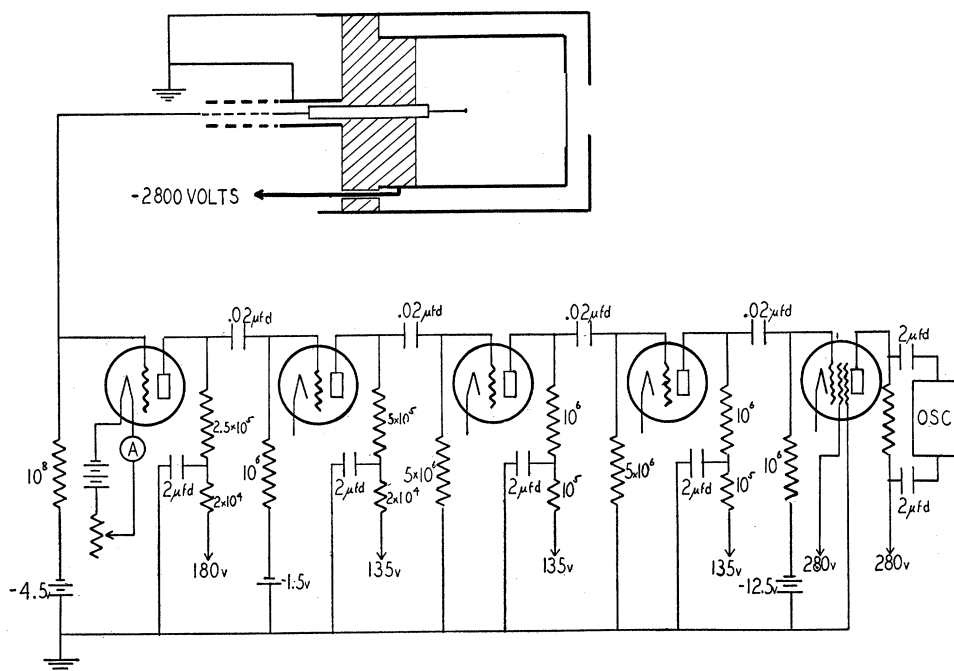 -2800 VOLTS
.02μfd
.02μfd
.02μfd
.02μfd
2μfd
OSC
A
10⁸
2.5×10⁵
2μfd
2×10⁴
10⁶
5×10⁵
2μfd
2×10⁴
5×10⁶
10⁶
2μfd
10⁵
5×10⁶
10⁶
2μfd
10⁵
10⁶
2μfd
180v
135v
135v
135v
280v
280v
-4.5v
-1.5v
-12.5v